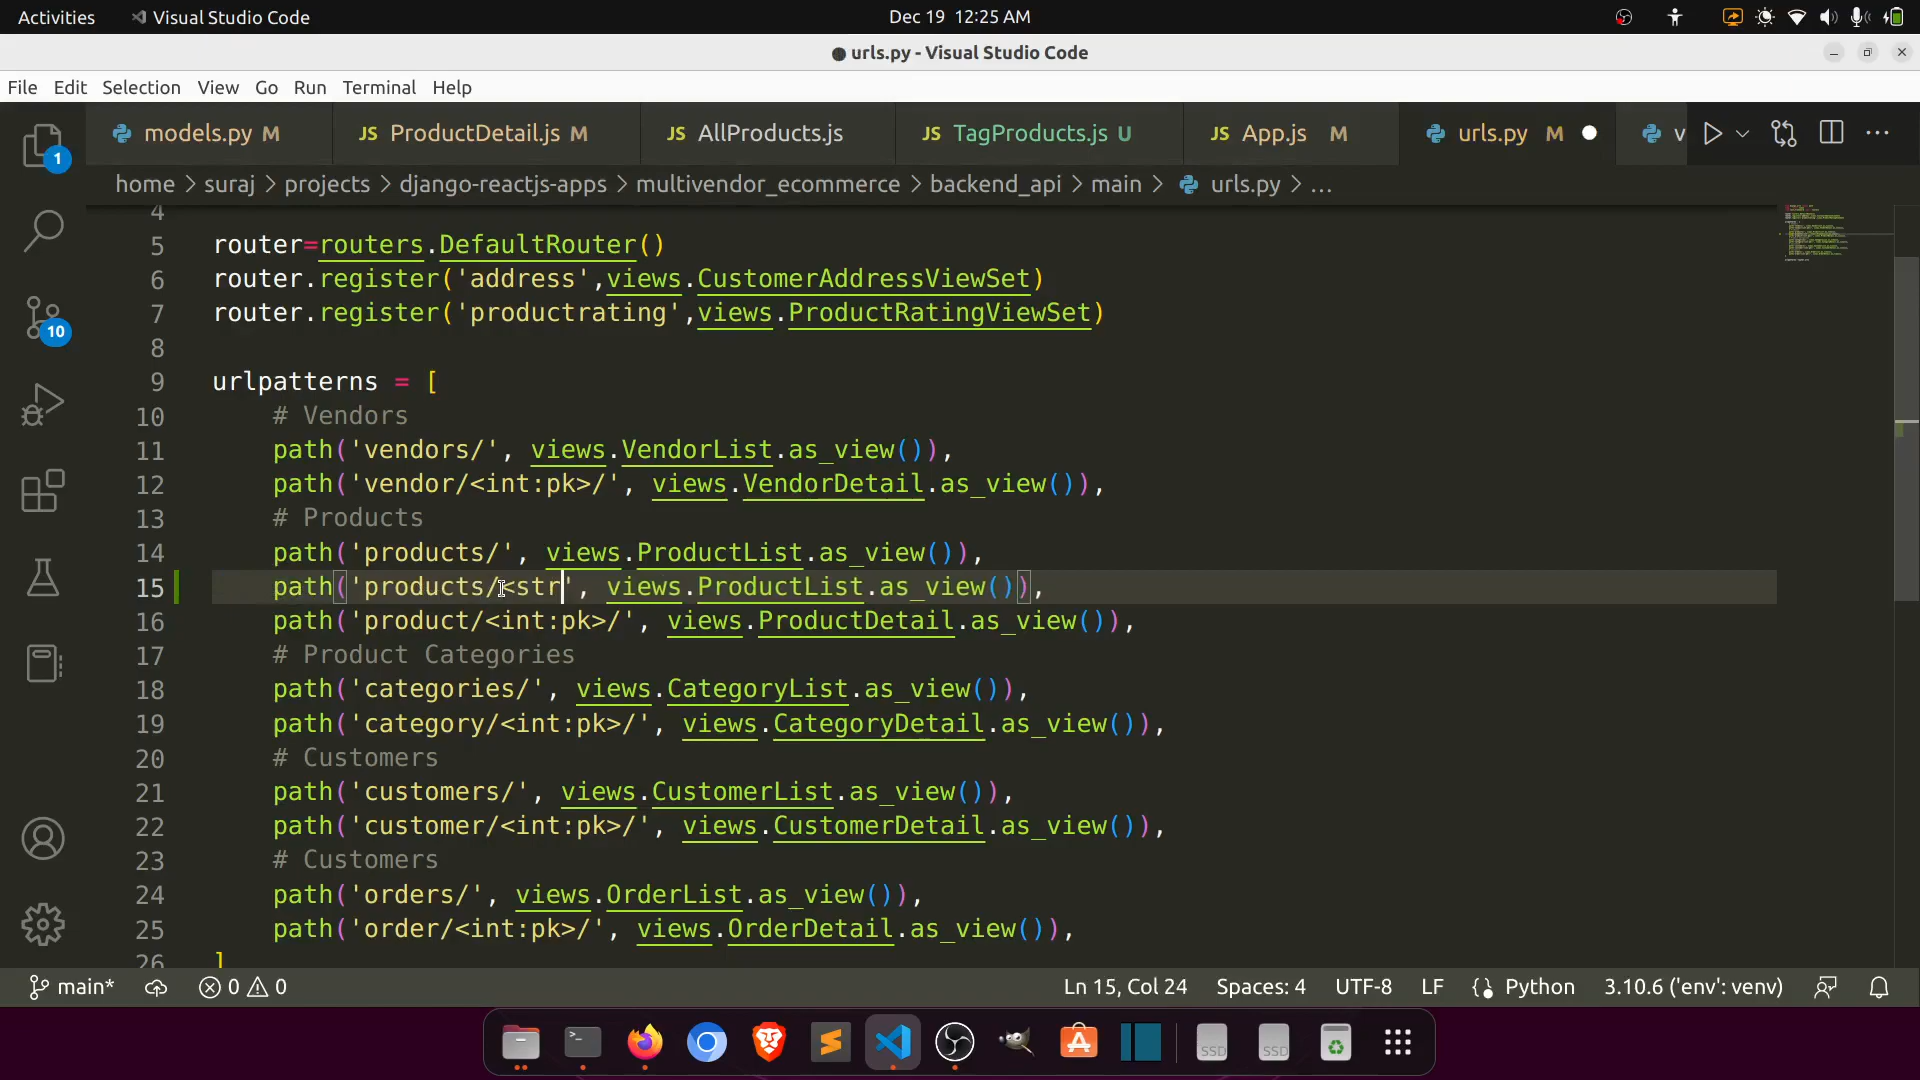 Activities Visual Studio Code Dec 19 12:25 AM
urls.py - Visual Studio Code
File Edit Selection View Go Run Terminal Help
models.py M JS ProductDetail.js M JS AllProducts.js JS TagProducts.js U JS App.js M urls.py M v
home > suraj > projects > django-reactjs-apps > multivendor_ecommerce > backend_api > main > urls.py > ...
1
10
4
5 router=routers.DefaultRouter()
6 router.register('address',views.CustomerAddressViewSet)
7 router.register('productrating',views.ProductRatingViewSet)
8
9 urlpatterns = [
10 # Vendors
11 path('vendors/', views.VendorList.as_view()),
12 path('vendor/<int:pk>/', views.VendorDetail.as_view()),
13 # Products
14 path('products/', views.ProductList.as_view()),
15 path('products/<str', views.ProductList.as_view()),
16 path('product/<int:pk>/', views.ProductDetail.as_view()),
17 # Product Categories
18 path('categories/', views.CategoryList.as_view()),
19 path('category/<int:pk>/', views.CategoryDetail.as_view()),
20 # Customers
21 path('customers/', views.CustomerList.as_view()),
22 path('customer/<int:pk>/', views.CustomerDetail.as_view()),
23 # Customers
24 path('orders/', views.OrderList.as_view()),
25 path('order/<int:pk>/', views.OrderDetail.as_view()),
26 ]
main* 0 0 Ln 15, Col 24 Spaces: 4 UTF-8 LF Python 3.10.6 ('env': venv)
SSD SSD